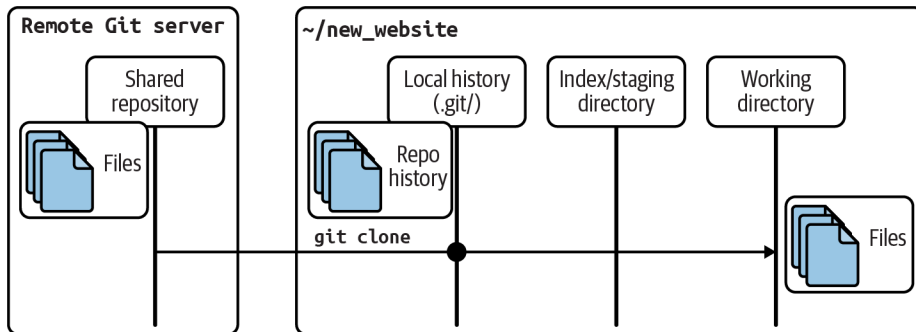 Remote Git server
~/new_website
Shared
repository
Local history
(.git/)
Index/staging
directory
Working
directory
Files
Repo
history
git clone
Files